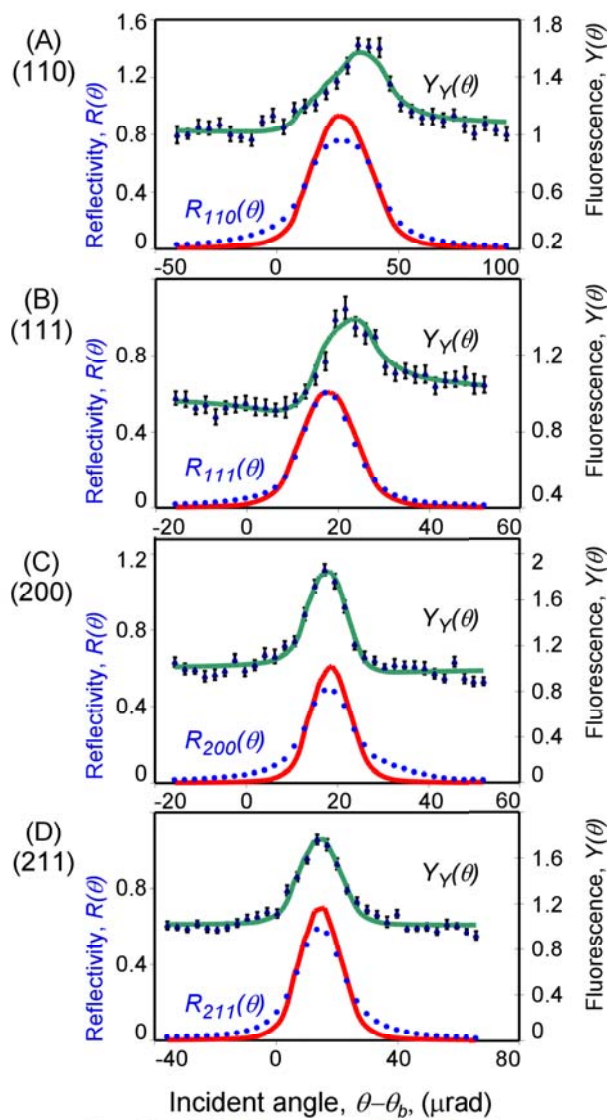 (A)
(110)
Reflectivity, R(θ)
1.6
1.2
0.8
0.4
0
Y_Y(θ)
R_110(θ)
1.8
1.4
1
0.6
0.2
Fluorescence, Y(θ)
-50 0 50 100
(B)
(111)
Reflectivity, R(θ)
0.8
0.4
0
Y_Y(θ)
R_111(θ)
1.4
0.9
0.4
Fluorescence, Y(θ)
-20 0 20 40 60
(C)
(200)
Reflectivity, R(θ)
1.2
0.8
0.4
0
Y_Y(θ)
R_200(θ)
2
1.6
1.2
0.8
0.4
0
Fluorescence, Y(θ)
-20 0 20 40 60
(D)
(211)
Reflectivity, R(θ)
0.8
0.4
0
Y_Y(θ)
R_211(θ)
1.6
1.2
0.8
0.4
0
Fluorescence, Y(θ)
-40 0 40 80
Incident angle, θ−θ_b, (μrad)